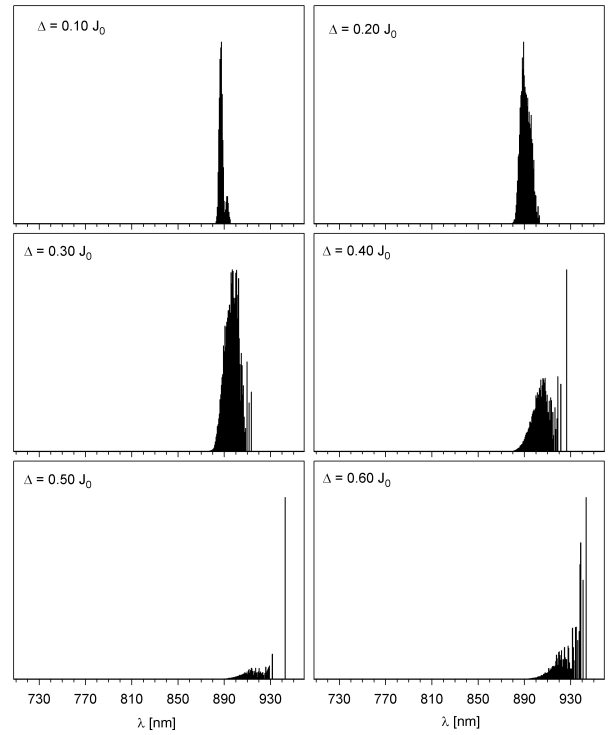 Δ = 0.10 J₀
Δ = 0.20 J₀
Δ = 0.30 J₀
Δ = 0.40 J₀
Δ = 0.50 J₀
Δ = 0.60 J₀
730 770 810 850 890 930
730 770 810 850 890 930
λ [nm]
λ [nm]